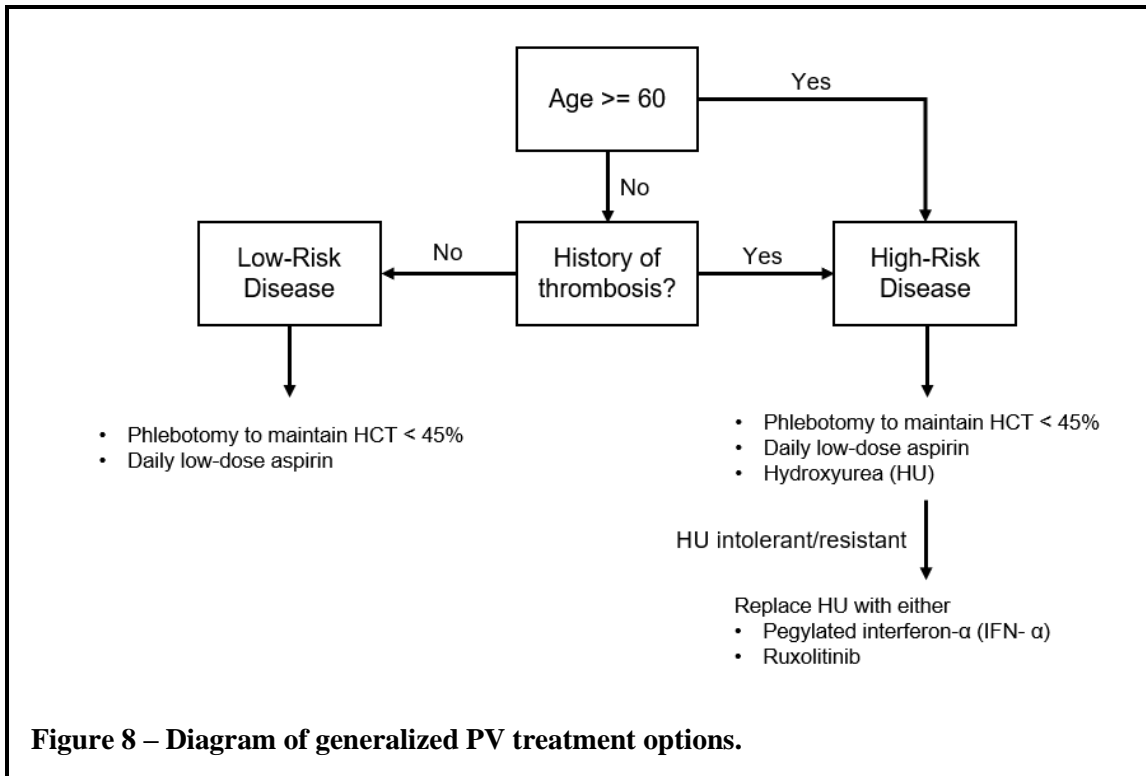 Age >= 60
Yes
No
Low-Risk
Disease
No
History of
thrombosis?
Yes
High-Risk
Disease
• Phlebotomy to maintain HCT < 45%
• Daily low-dose aspirin
• Phlebotomy to maintain HCT < 45%
• Daily low-dose aspirin
• Hydroxyurea (HU)
HU intolerant/resistant
Replace HU with either
• Pegylated interferon-α (IFN- α)
• Ruxolitinib
Figure 8 – Diagram of generalized PV treatment options.